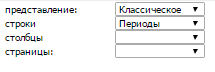 представление: Классическое
строки Периоды
столбцы
страницы: